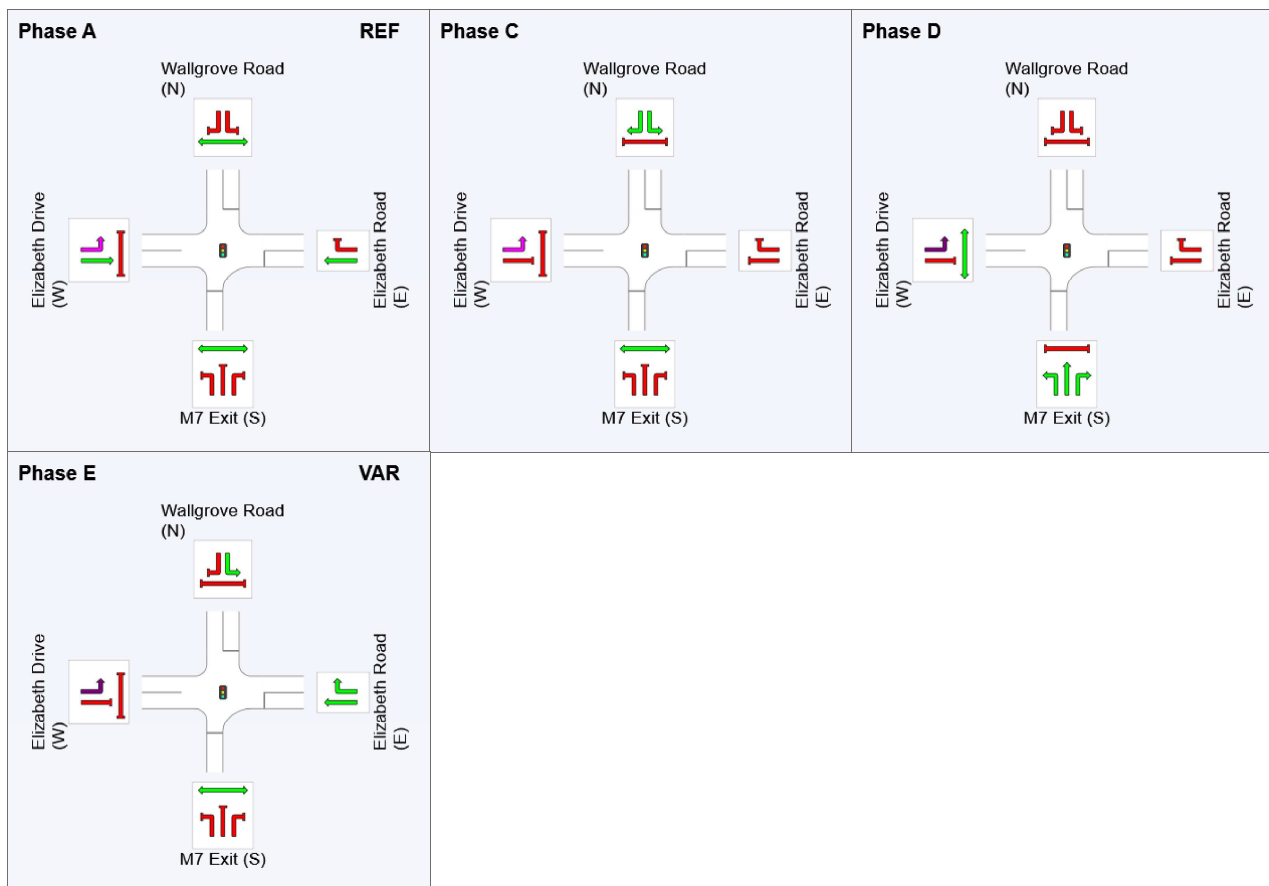 Phase A REF
Wallgrove Road
(N)
Elizabeth Drive
(W)
Elizabeth Road
(E)
M7 Exit (S)
Phase C
Wallgrove Road
(N)
Elizabeth Drive
(W)
Elizabeth Road
(E)
M7 Exit (S)
Phase D
Wallgrove Road
(N)
Elizabeth Drive
(W)
Elizabeth Road
(E)
M7 Exit (S)
Phase E VAR
Wallgrove Road
(N)
Elizabeth Drive
(W)
Elizabeth Road
(E)
M7 Exit (S)